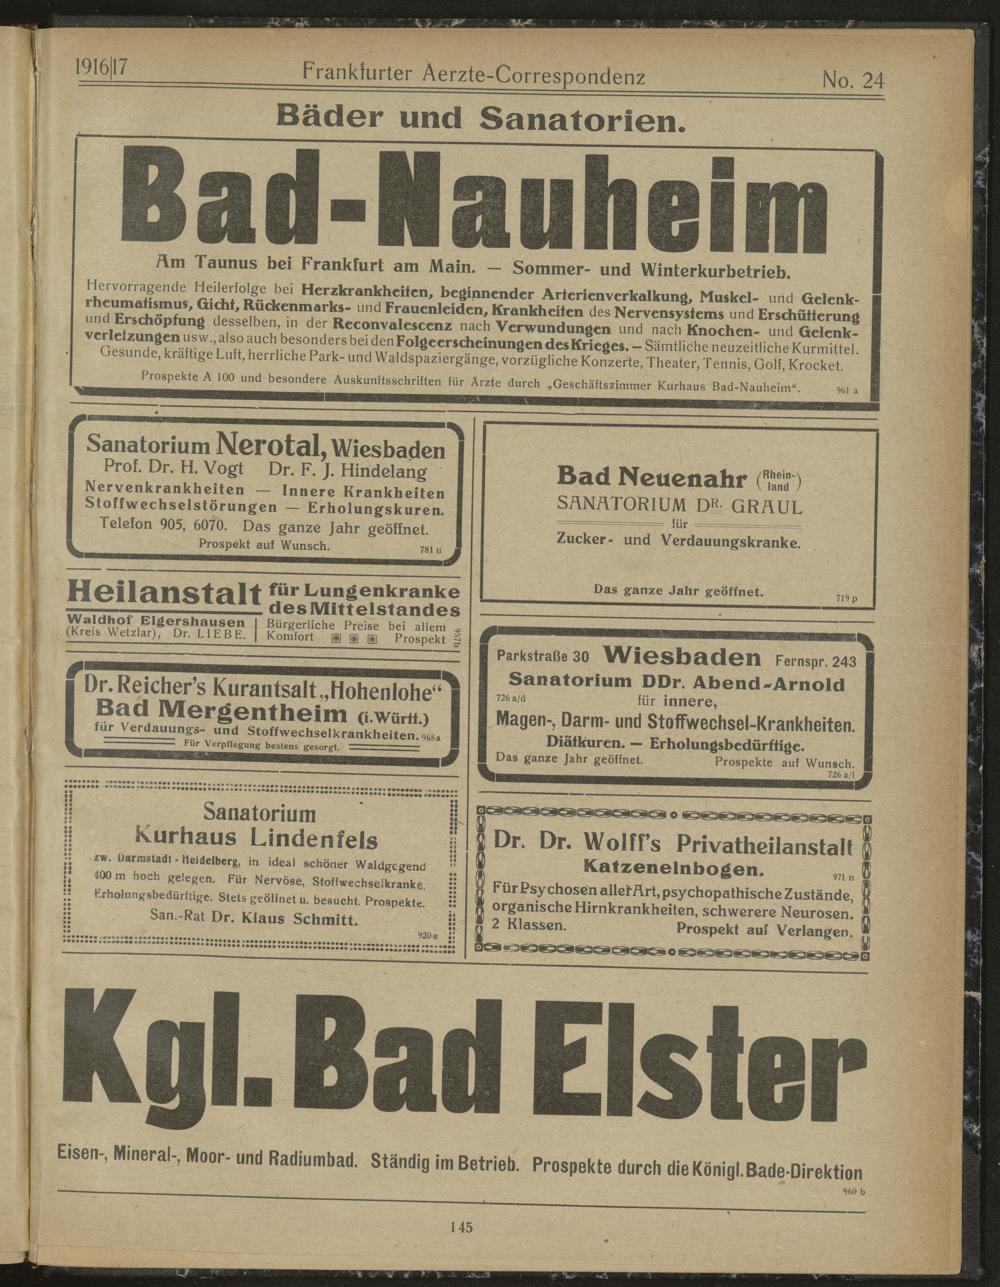 1916|17
Frankfurter Aerzte-Correspondenz
No. 24
Bäder und Sanatorien.
Bad-Nauheim
Am Taunus bei Frankfurt am Main. — Sommer- und Winterkurbetrieb.
Hervorragende Heilerfolge bei Herzkrankheiten, beginnender Arterienverkalkung, Muskel- und Gelenk-
rheumatismus, Gicht, Rückenmarks- und Frauenleiden, Krankheiten des Nervensystems und Erschütterung
und Erschöpfung desselben, in der Reconvalescenz nach Verwundungen und nach Knochen- und Gelenk-
verletzungen usw., also auch besonders bei den Folgeerscheinungen des Krieges. — Sämtliche neuzeitliche Kurmittel.
Gesunde, kräftige Luft, herrliche Park- und Waldspaziergänge, vorzügliche Konzerte, Theater, Tennis, Golf, Krocket.
Prospekte A 100 und besondere Auskunftsschriften für Ärzte durch „Geschäftszimmer Kurhaus Bad-Nauheim“.
961 a
Sanatorium Nerotal, Wiesbaden
Prof. Dr. H. Vogt Dr. F. J. Hindelang
Nervenkrankheiten — Innere Krankheiten
Stoffwechselstörungen — Erholungskuren.
Telefon 905, 6070. Das ganze Jahr geöffnet.
Prospekt auf Wunsch.
781 u
Heilanstalt für Lungenkranke
des Mittelstandes
Waldhof Elgershausen
(Kreis Wetzlar), Dr. LIEBE.
Bürgerliche Preise bei allem
Komfort Prospekt
957b
Dr. Reicher's Kurantsalt „Hohenlohe“
Bad Mergentheim (i. Württ.)
für Verdauungs- und Stoffwechselkrankheiten. 968a
Für Verpflegung bestens gesorgt.
Sanatorium
Kurhaus Lindenfels
zw. Darmstadt - Heidelberg, in ideal schöner Waldgegend
400 m hoch gelegen. Für Nervöse, Stoffwechselkranke,
Erholungsbedürftige. Stets geöffnet u. besucht. Prospekte.
San.-Rat Dr. Klaus Schmitt.
920 e
Bad Neuenahr (Rhein-
land)
SANATORIUM DR. GRAUL
für
Zucker- und Verdauungskranke.
Das ganze Jahr geöffnet.
719 p
Parkstraße 30 Wiesbaden Fernspr. 243
Sanatorium DDr. Abend-Arnold
726 a/d
für innere,
Magen-, Darm- und Stoffwechsel-Krankheiten.
Diätkuren. — Erholungsbedürftige.
Das ganze Jahr geöffnet. Prospekte auf Wunsch.
726 a/f
Dr. Dr. Wolff's Privatheilanstalt
Katzenelnbogen.
971 n
Für Psychosen aller Art, psychopathische Zustände,
organische Hirnkrankheiten, schwerere Neurosen.
2 Klassen. Prospekt auf Verlangen.
Kgl. Bad Elster
Eisen-, Mineral-, Moor- und Radiumbad. Ständig im Betrieb. Prospekte durch die Königl. Bade-Direktion
960 b
145